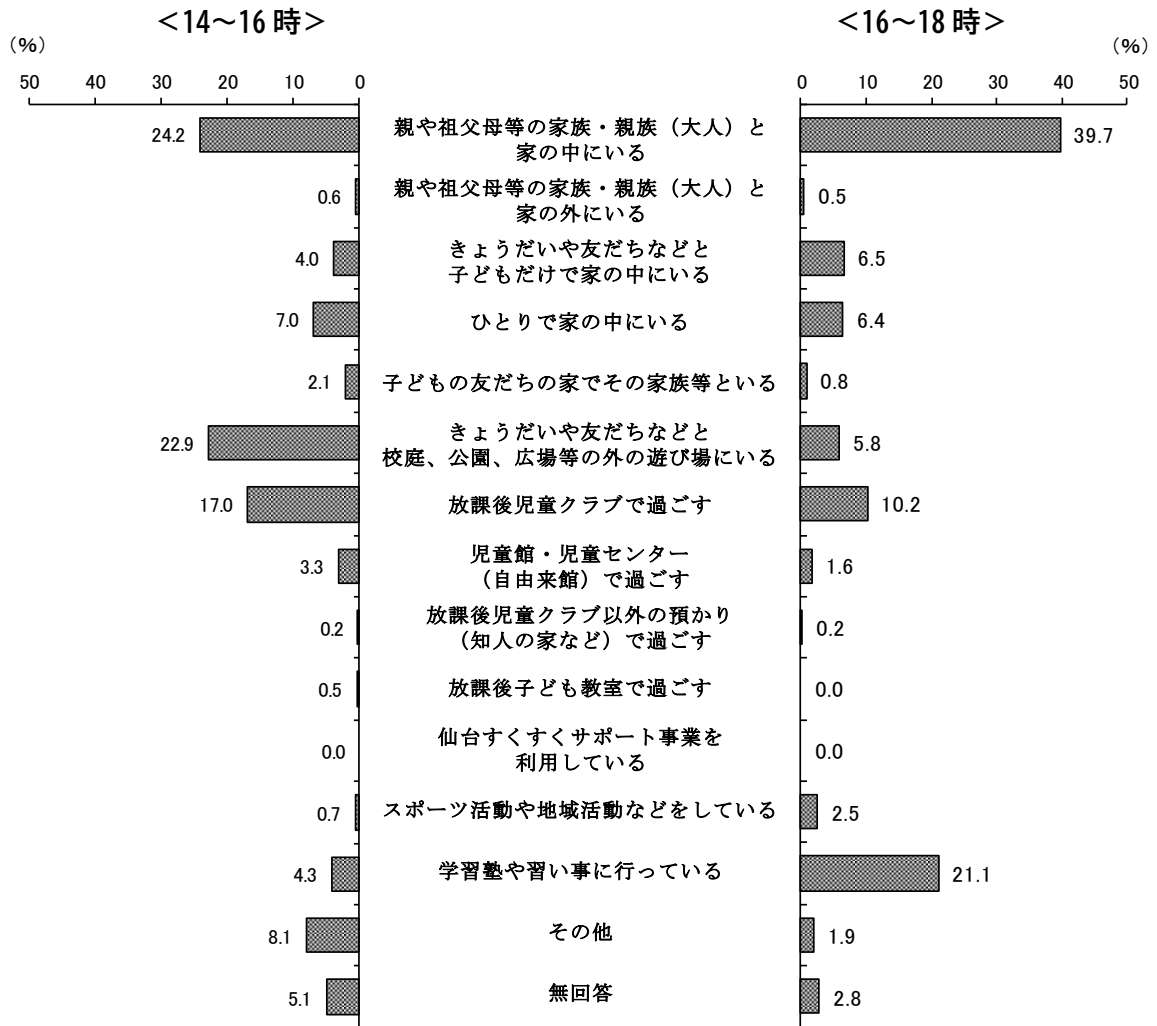 <14～16時>
<16～18時>
（%）
（%）
50 40 30 20 10 0
0 10 20 30 40 50
24.2
親や祖父母等の家族・親族（大人）と
家の中にいる
39.7
0.6
親や祖父母等の家族・親族（大人）と
家の外にいる
0.5
4.0
きょうだいや友だちなどと
子どもだけで家の中にいる
6.5
7.0
ひとりで家の中にいる
6.4
2.1
子どもの友だちの家でその家族等といる
0.8
22.9
きょうだいや友だちなどと
校庭、公園、広場等の外の遊び場にいる
5.8
17.0
放課後児童クラブで過ごす
10.2
3.3
児童館・児童センター
（自由来館）で過ごす
1.6
0.2
放課後児童クラブ以外の預かり
（知人の家など）で過ごす
0.2
0.5
放課後子ども教室で過ごす
0.0
0.0
仙台すくすくサポート事業を
利用している
0.0
0.7
スポーツ活動や地域活動などをしている
2.5
4.3
学習塾や習い事に行っている
21.1
8.1
その他
1.9
5.1
無回答
2.8